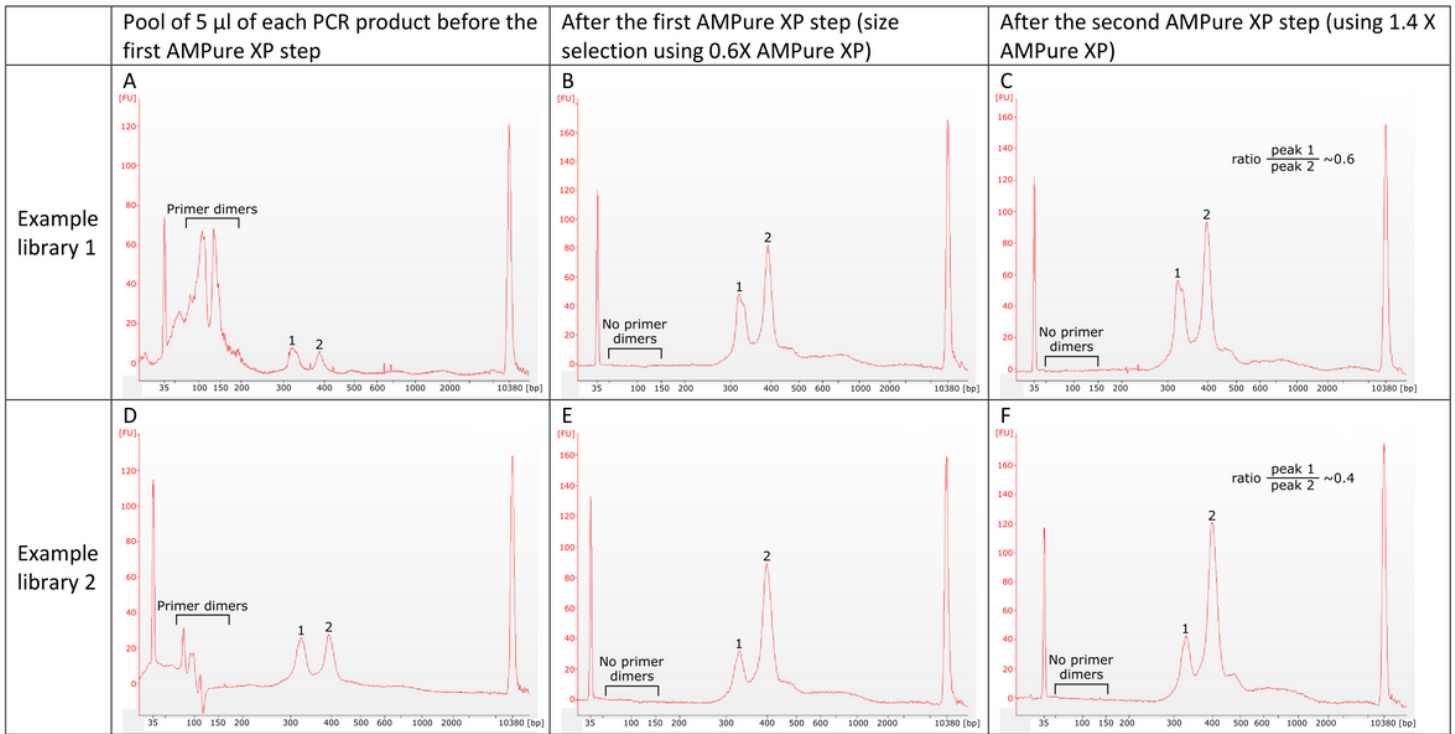 Pool of 5 µl of each PCR product before the
first AMPure XP step
After the first AMPure XP step (size
selection using 0.6X AMPure XP)
After the second AMPure XP step (using 1.4 X
AMPure XP)
Example
library 1
A
[FU]
120
100
80
60
40
20
0
Primer dimers
1
2
35 100 150 200 300 400 500 600 1000 2000 10380 [bp]
B
[FU]
160
140
120
100
80
60
40
20
0
No primer
dimers
1
2
35 100 150 200 300 400 500 600 1000 2000 10380 [bp]
C
[FU]
160
140
120
100
80
60
40
20
0
ratio peak 1 ~0.6
peak 2
No primer
dimers
1
2
35 100 150 200 300 400 500 600 1000 2000 10380 [bp]
Example
library 2
D
[FU]
120
100
80
60
40
20
0
Primer dimers
1
2
35 100 150 200 300 400 500 600 1000 2000 10380 [bp]
E
[FU]
160
140
120
100
80
60
40
20
0
No primer
dimers
1
2
35 100 150 200 300 400 500 600 1000 2000 10380 [bp]
F
[FU]
160
140
120
100
80
60
40
20
0
ratio peak 1 ~0.4
peak 2
No primer
dimers
1
2
35 100 150 200 300 400 500 600 1000 2000 10380 [bp]